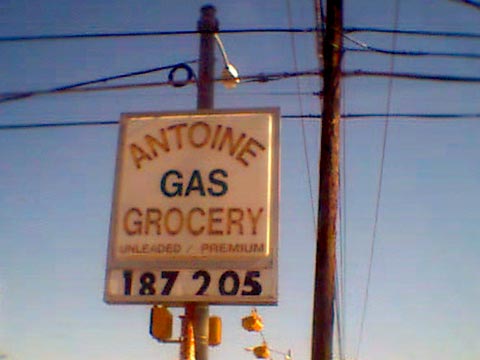 ANTOINE
GAS
GROCERY
UNLEADED / PREMIUM
187 205